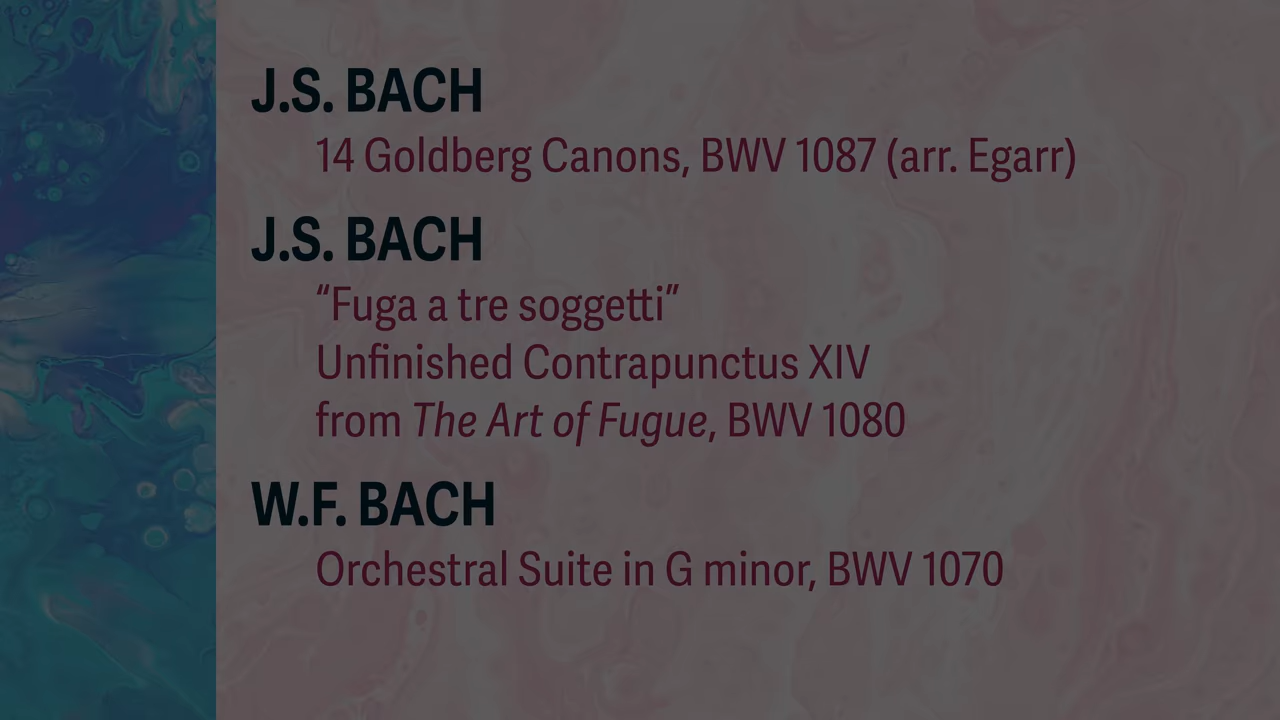 J.S. BACH
14 Goldberg Canons, BWV 1087 (arr. Egarr)
J.S. BACH
“Fuga a tre soggetti”
Unfinished Contrapunctus XIV
from The Art of Fugue, BWV 1080
W.F. BACH
Orchestral Suite in G minor, BWV 1070